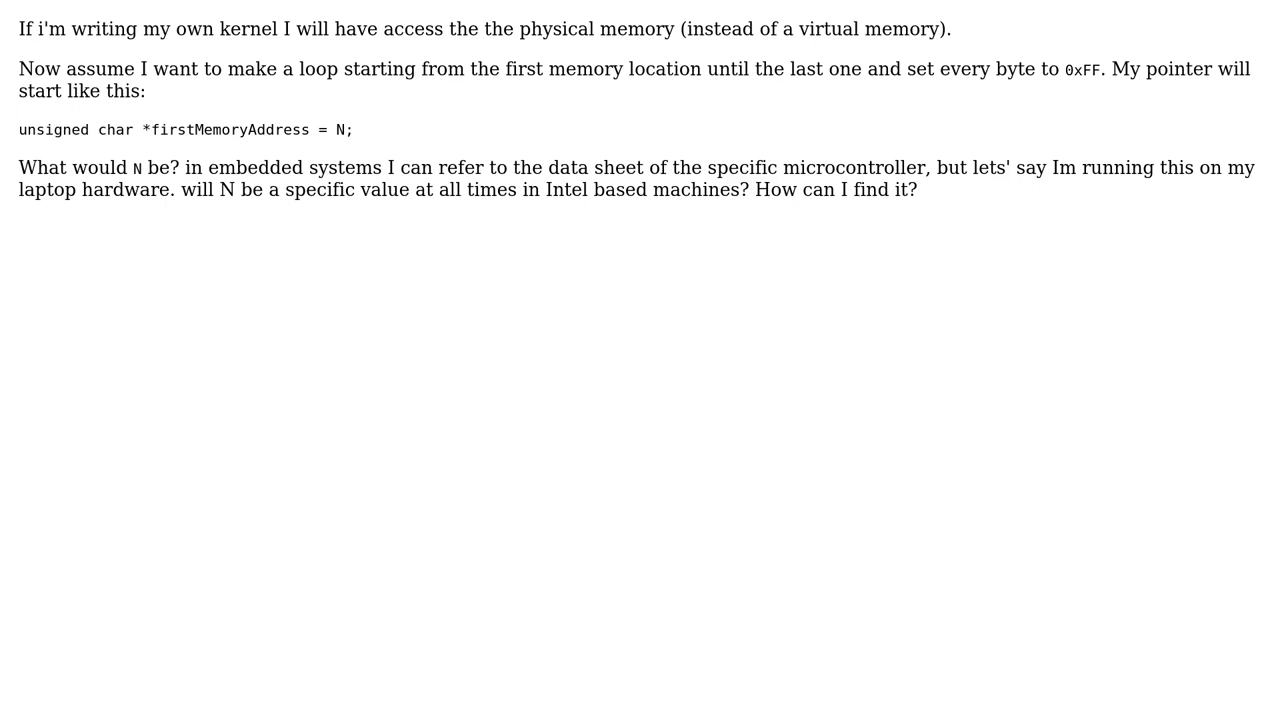 If i'm writing my own kernel I will have access the the physical memory (instead of a virtual memory).
Now assume I want to make a loop starting from the first memory location until the last one and set every byte to 0xFF. My pointer will
start like this:
unsigned char *firstMemoryAddress = N;
What would N be? in embedded systems I can refer to the data sheet of the specific microcontroller, but lets' say Im running this on my
laptop hardware. will N be a specific value at all times in Intel based machines? How can I find it?